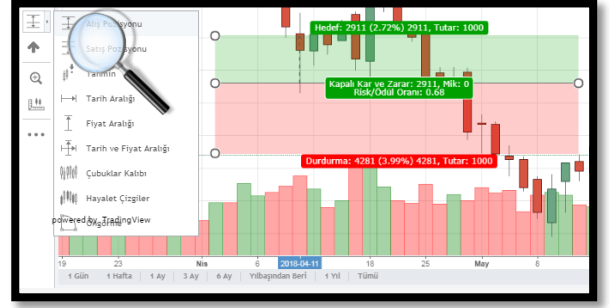 Alış Pozisyonu
Satış Pozisyonu
Tahmin
Tarih Aralığı
Fiyat Aralığı
Tarih ve Fiyat Aralığı
Çubuklar Kalıbı
Hayalet Çizgiler
powered by TradingView
Öngörme
Hedef: 2911 (2.72%) 2911, Tutar: 1000
Kapalı Kar ve Zarar: 2911, Mik: 0
Risk/Ödül Oranı: 0.68
Durdurma: 4281 (3.99%) 4281, Tutar: 1000
19 23 Nis 6 2018-04-11 18 25 May 8
1 Gün 1 Hafta 1 Ay 3 Ay 6 Ay Yılbaşından Beri 1 Yıl Tümü